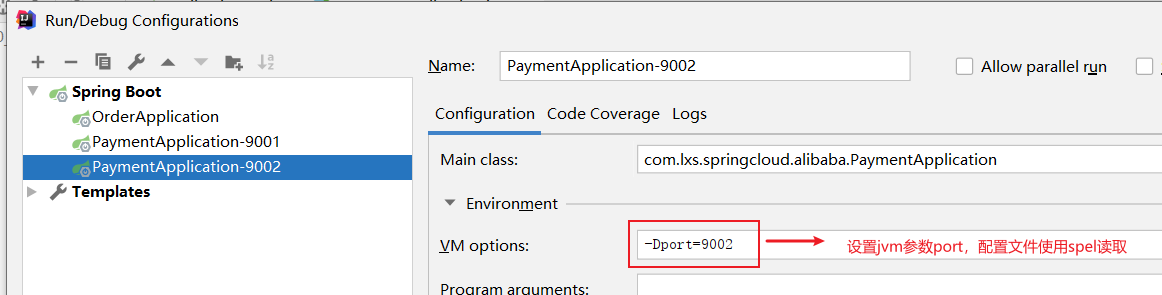 Run/Debug Configurations
Name: PaymentApplication-9002 Allow parallel run
Spring Boot
OrderApplication
PaymentApplication-9001
PaymentApplication-9002
Templates
Configuration Code Coverage Logs
Main class: com.lxs.springcloud.alibaba.PaymentApplication
Environment
VM options: -Dport=9002 设置jvm参数port，配置文件使用spel读取
Program arguments: